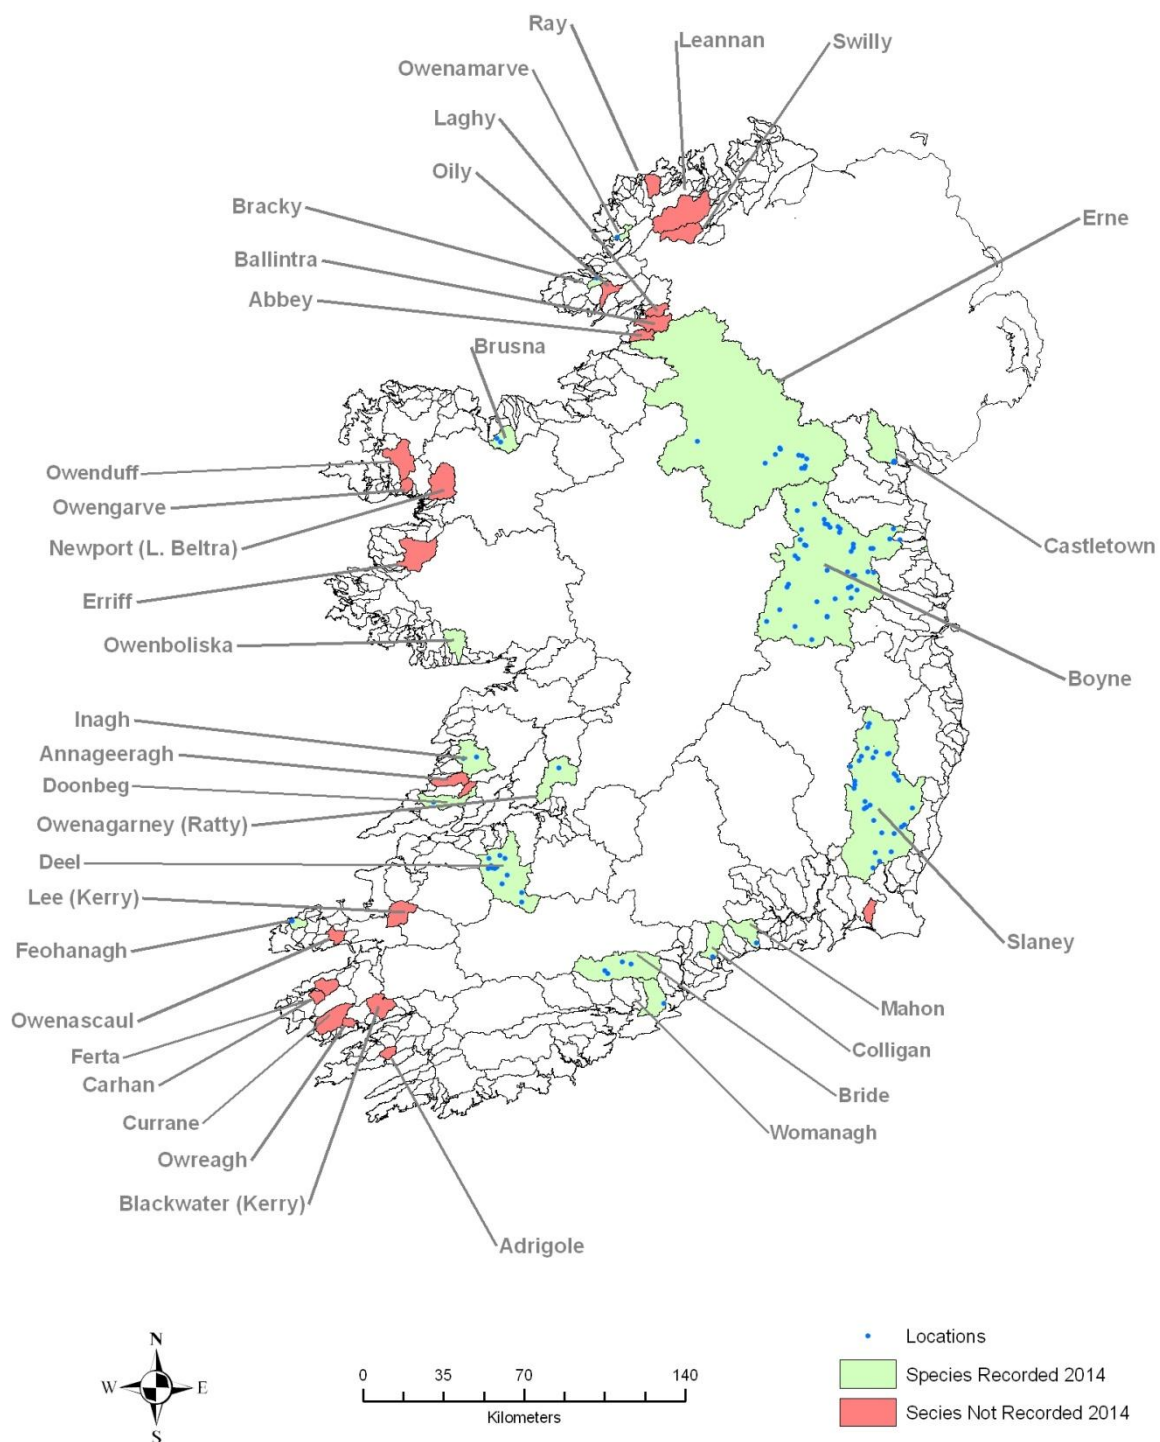 Ray
Leannan
Swilly
Owenamarve
Laghy
Oily
Bracky
Erne
Ballintra
Abbey
Brusna
Owenduff
Owengarve
Newport (L. Beltra)
Castletown
Erriff
Owenboliska
Boyne
Inagh
Annageeragh
Doonbeg
Owenagarney (Ratty)
Deel
Lee (Kerry)
Feohanagh
Slaney
Owenascaul
Mahon
Ferta
Colligan
Carhan
Bride
Currane
Womanagh
Owreagh
Blackwater (Kerry)
Adrigole
N
W E
S
0 35 70 140
Kilometers
Locations
Species Recorded 2014
Secies Not Recorded 2014